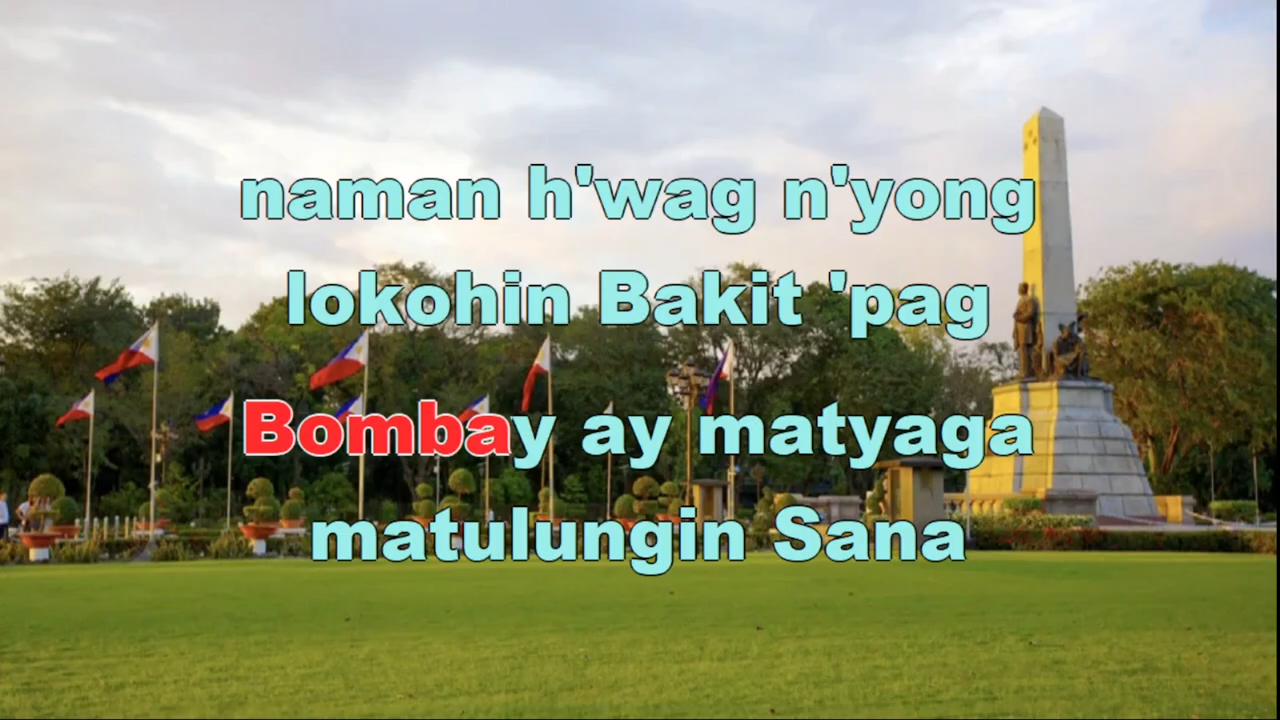 naman h'wag n'yong
lokohin Bakit 'pag
Bombay ay matyaga
matulungin Sana